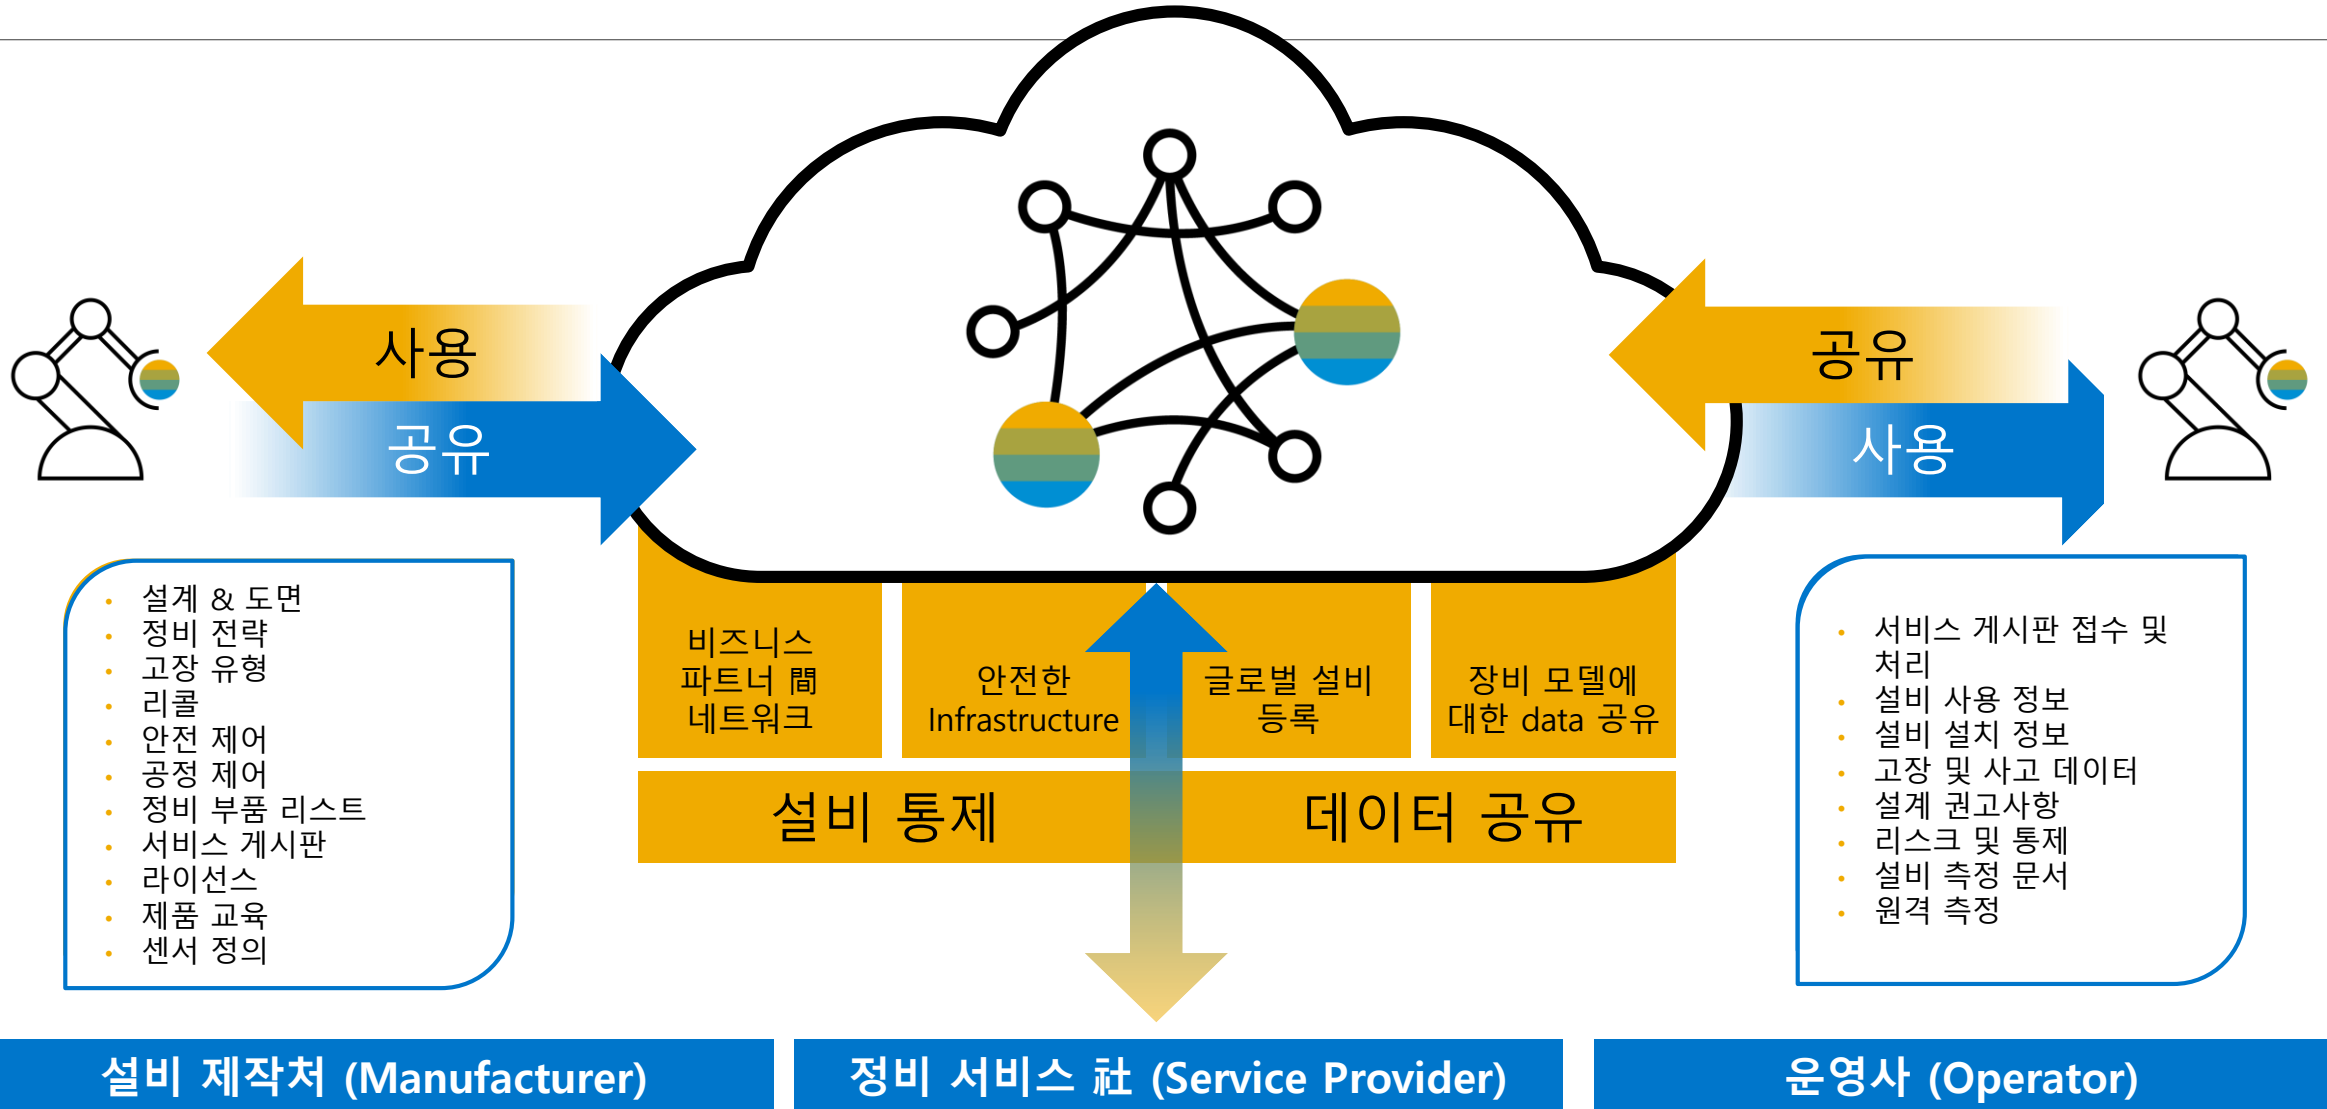 사용
공유
공유
사용
• 설계 & 도면
• 정비 전략
• 고장 유형
• 리콜
• 안전 제어
• 공정 제어
• 정비 부품 리스트
• 서비스 게시판
• 라이선스
• 제품 교육
• 센서 정의
비즈니스
파트너 間
네트워크
안전한
Infrastructure
글로벌 설비
등록
장비 모델에
대한 data 공유
설비 통제
데이터 공유
• 서비스 게시판 접수 및
처리
• 설비 사용 정보
• 설비 설치 정보
• 고장 및 사고 데이터
• 설계 권고사항
• 리스크 및 통제
• 설비 측정 문서
• 원격 측정
설비 제작처 (Manufacturer)
정비 서비스 社 (Service Provider)
운영사 (Operator)